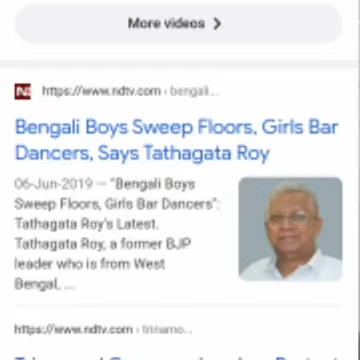 More videos >
https://www.ndtv.com › bengali...
Bengali Boys Sweep Floors, Girls Bar
Dancers, Says Tathagata Roy
06-Jun-2019 — "Bengali Boys
Sweep Floors, Girls Bar Dancers":
Tathagata Roy's Latest.
Tathagata Roy, a former BJP
leader who is from West
Bengal, ...
https://www.ndtv.com › trinamo...